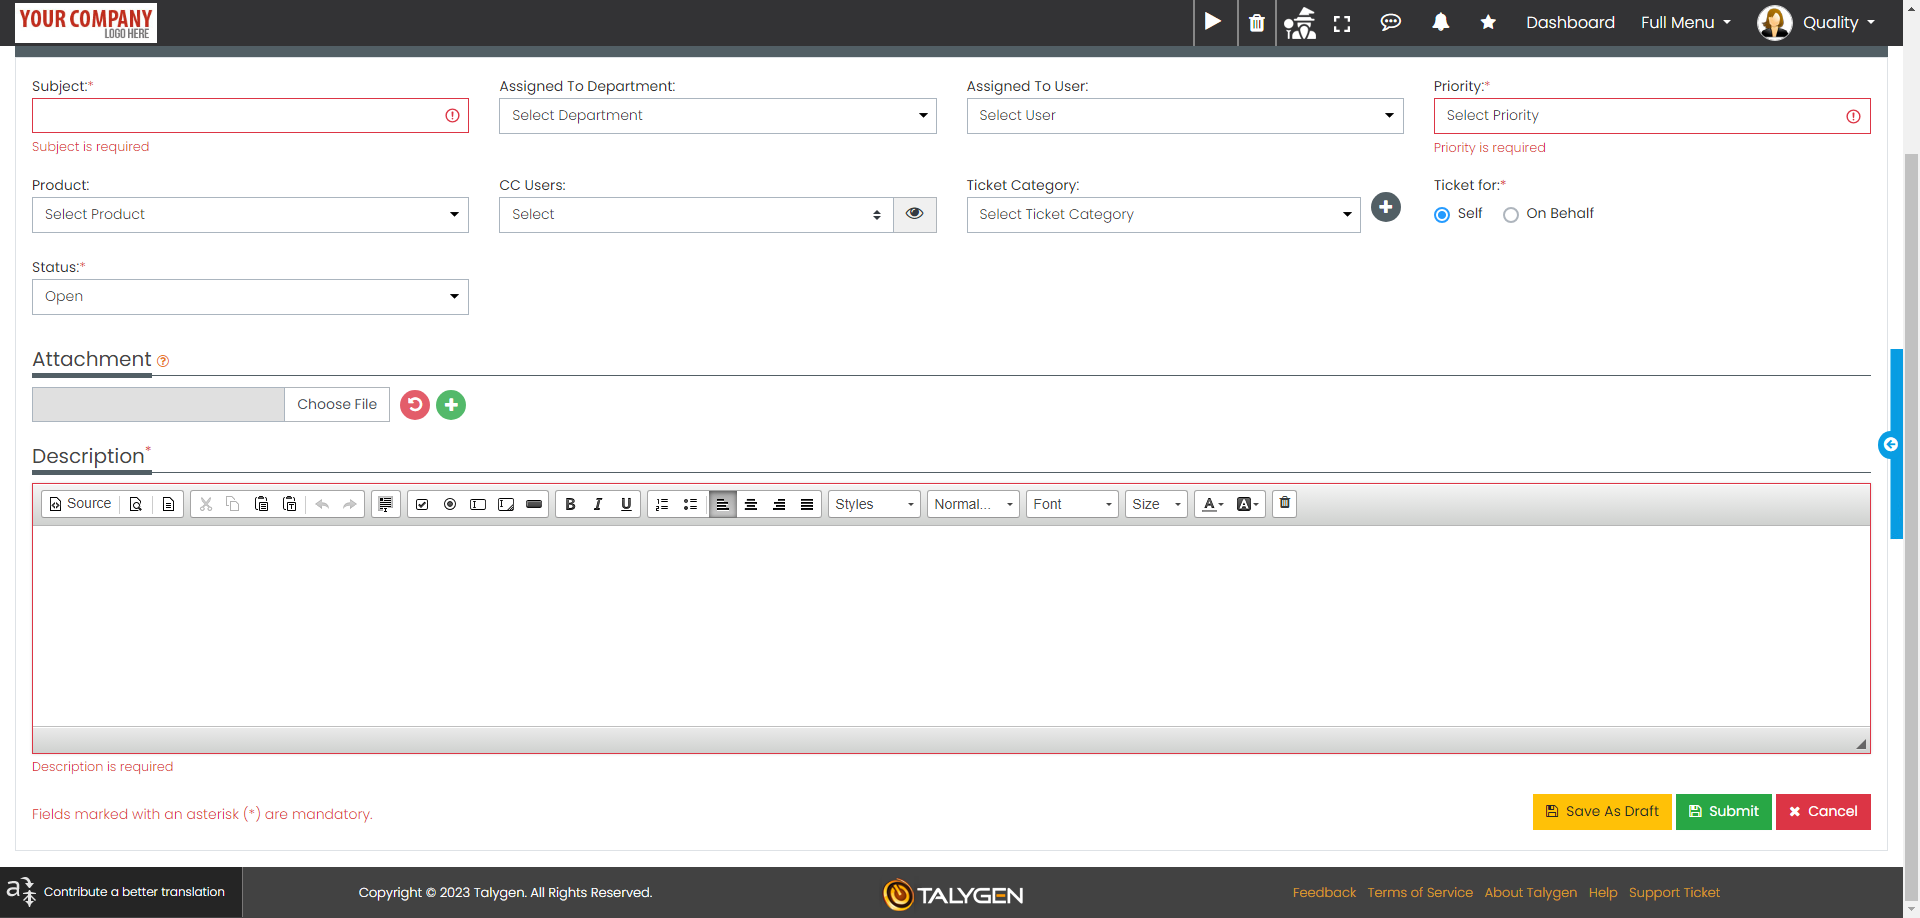 YOUR COMPANY
LOGO HERE
Dashboard
Full Menu
Quality
Subject:*
Assigned To Department:
Assigned To User:
Priority:*
Select Department
Select User
Select Priority
Subject is required
Priority is required
Product:
CC Users:
Ticket Category:
Ticket for:*
Select Product
Select
Select Ticket Category
Self
On Behalf
Status:*
Open
Attachment
Choose File
Description*
Source
B I U
Styles
Normal...
Font
Size
A
A
Description is required
Fields marked with an asterisk (*) are mandatory.
Save As Draft
Submit
Cancel
Contribute a better translation
Copyright © 2023 Talygen. All Rights Reserved.
TALYGEN
Feedback
Terms of Service
About Talygen
Help
Support Ticket